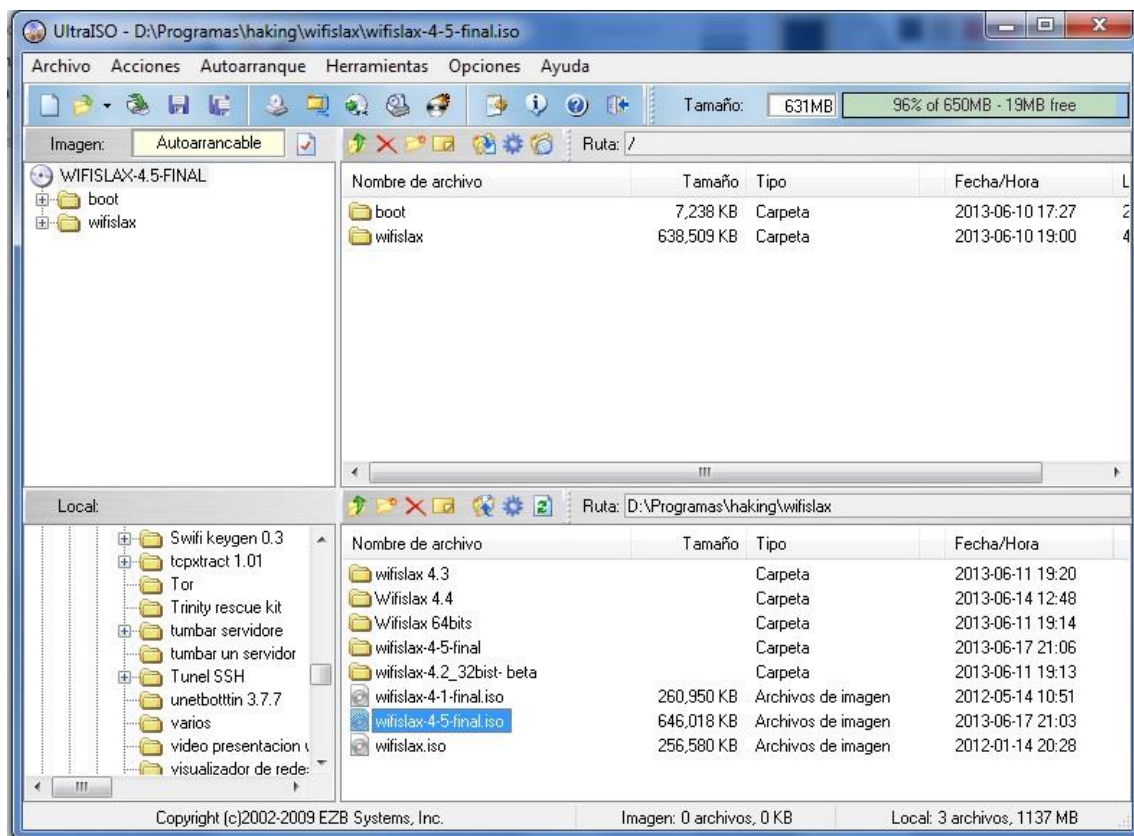 UltraISO - D:\Programas\haking\wifislax\wifislax-4-5-final.iso
Archivo Acciones Autoarranque Herramientas Opciones Ayuda
Tamaño: 631MB 96% of 650MB - 19MB free
Imagen: Autoarrancable Ruta: /
WIFISLAX-4.5-FINAL
boot
wifislax
Nombre de archivo Tamaño Tipo Fecha/Hora L
boot 7,238 KB Carpeta 2013-06-10 17:27 2
wifislax 638,509 KB Carpeta 2013-06-10 19:00 4
Local: Ruta: D:\Programas\haking\wifislax
Swifi keygen 0.3
tcpxtract 1.01
Tor
Trinity rescue kit
tumbar servidore
tumbar un servidor
Tunel SSH
unetbotttin 3.7.7
varios
video presentacion
visualizador de rede:
Nombre de archivo Tamaño Tipo Fecha/Hora
wifislax 4.3 Carpeta 2013-06-11 19:20
Wifislax 4.4 Carpeta 2013-06-14 12:48
Wifislax 64bits Carpeta 2013-06-11 19:14
wifislax-4-5-final Carpeta 2013-06-17 21:06
wifislax-4.2_32bist- beta Carpeta 2013-06-11 19:13
wifislax-4-1-final.iso 260,950 KB Archivos de imagen 2012-05-14 10:51
wifislax-4-5-final.iso 646,018 KB Archivos de imagen 2013-06-17 21:03
wifislax.iso 256,580 KB Archivos de imagen 2012-01-14 20:28
Copyright (c)2002-2009 EZB Systems, Inc. Imagen: 0 archivos, 0 KB Local: 3 archivos, 1137 MB